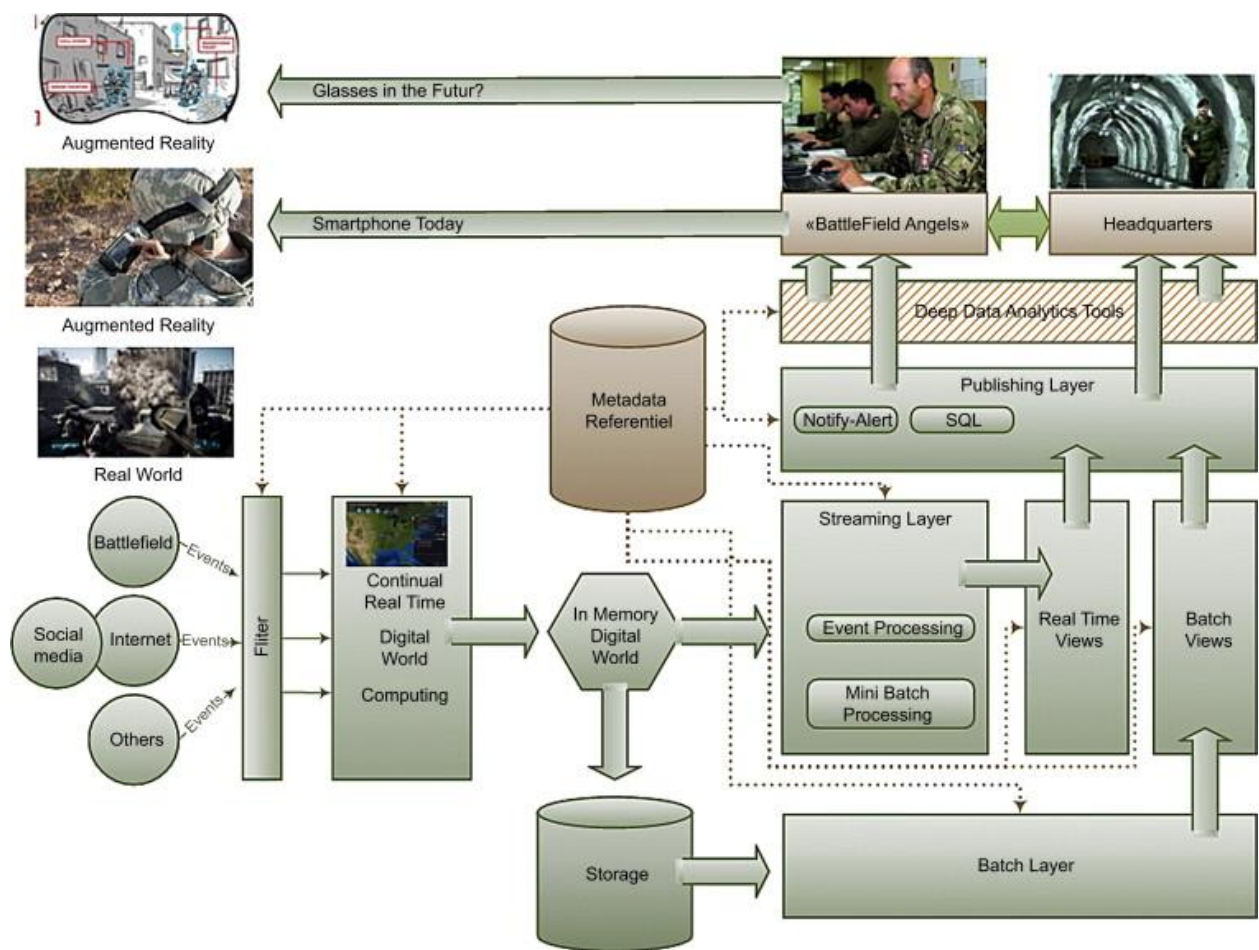 Glasses in the Futur?
Augmented Reality
Smartphone Today
«BattleField Angels»
Headquarters
Augmented Reality
Deep Data Analytics Tools
Metadata
Referentiel
Publishing Layer
Notify-Alert
SQL
Real World
Battlefield
Events
Social
media
Internet
Events
Others
Events
Fliter
Continual
Real Time
Digital
World
Computing
In Memory
Digital
World
Streaming Layer
Event Processing
Mini Batch
Processing
Real Time
Views
Batch
Views
Storage
Batch Layer